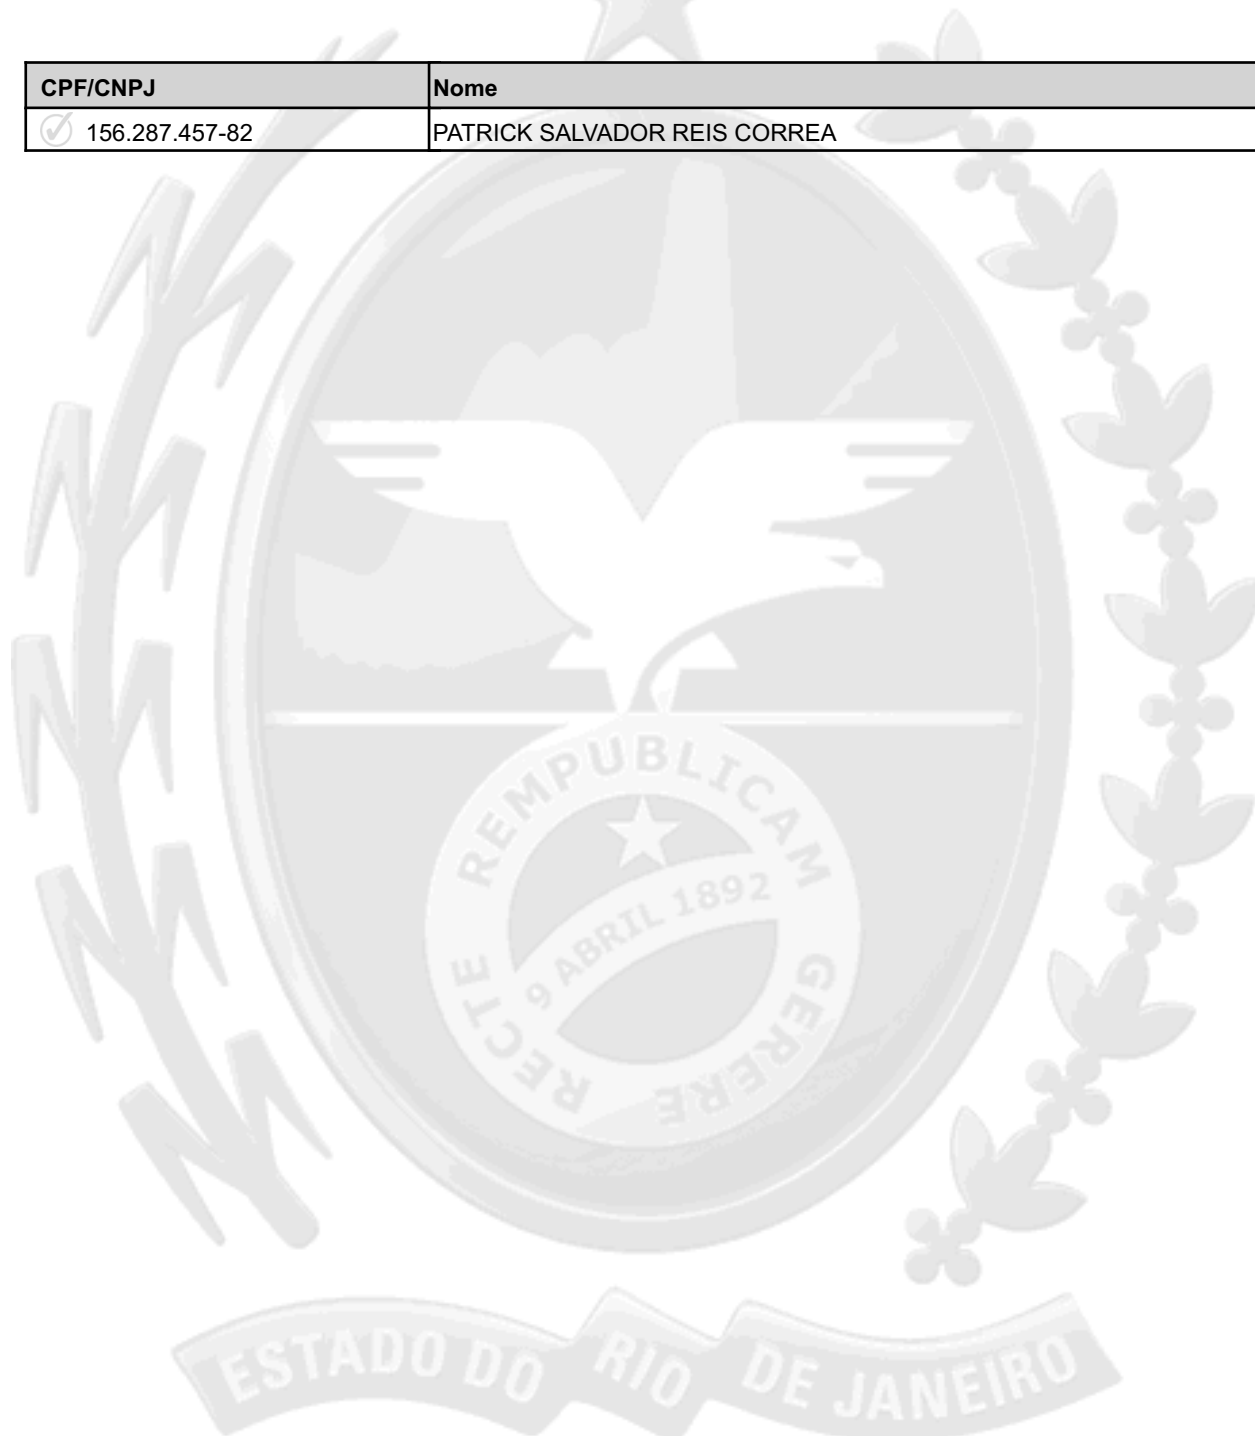 CPF/CNPJ Nome
156.287.457-82 PATRICK SALVADOR REIS CORREA
REMPUBLICAM
9 ABRIL 1892
RECTE GERERE
ESTADO DO RIO DE JANEIRO